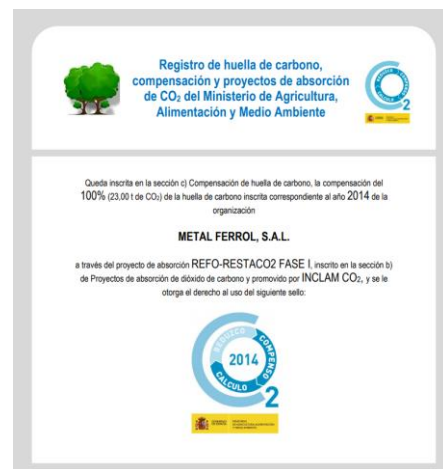 Registro de huella de carbono,
compensación y proyectos de absorción
de CO₂ del Ministerio de Agricultura,
Alimentación y Medio Ambiente
2
Queda inscrita en la sección c) Compensación de huella de carbono, la compensación del
100% (23,00 t de CO₂) de la huella de carbono inscrita correspondiente al año 2014 de la
organización
METAL FERROL, S.A.L.
a través del proyecto de absorción REFO-RESTACO2 FASE I, inscrito en la sección b)
de Proyectos de absorción de dióxido de carbono y promovido por INCLAM CO₂, y se le
otorga el derecho al uso del siguiente sello:
REDUZCO
COMPENSO
CALCULO
2014
2